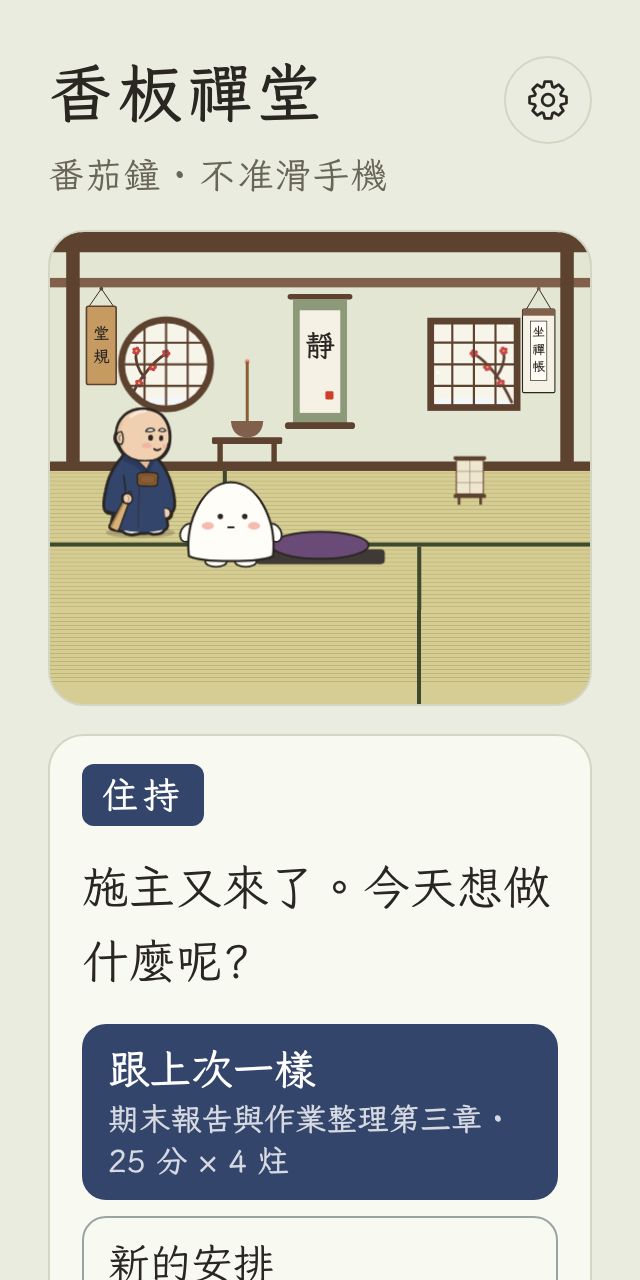 香板禪堂
番茄鐘・不准滑手機
堂規
靜
坐禪帳
住持
施主又來了。今天想做
什麼呢?
跟上次一樣
期末報告與作業整理第三章・
25 分 × 4 炷
新的安排